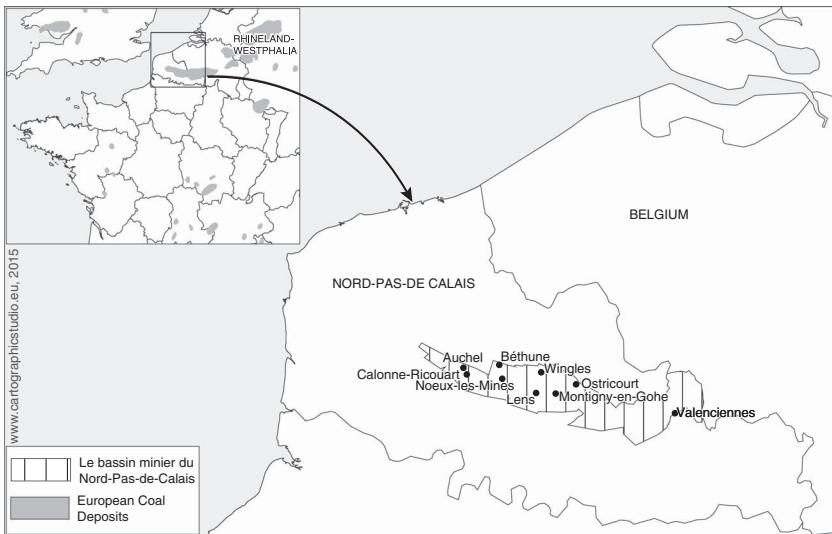 RHINELAND-
WESTPHALIA
BELGIUM
NORD-PAS-DE CALAIS
Auchel
Béthune
Wingles
Calonne-Ricouart
Noeux-les-Mines
Ostricourt
Lens
Montigny-en-Gohe
Valenciennes
www.cartographicstudio.eu, 2015
Le bassin minier du
Nord-Pas-de-Calais
European Coal
Deposits